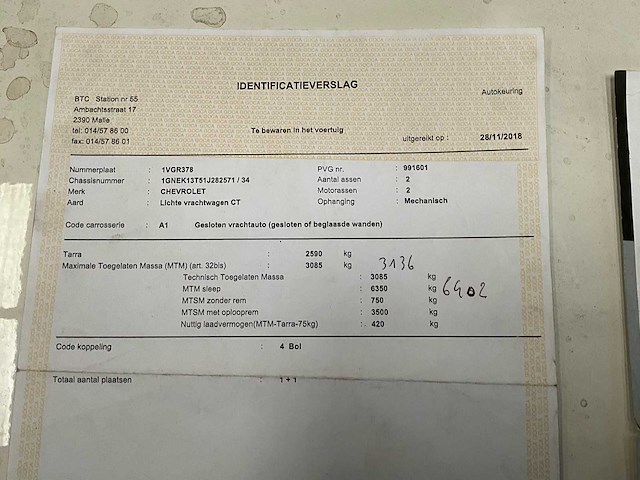 IDENTIFICATIEVERSLAG
Autokeuring
BTC Station nr 55
Ambachtsstraat 17
2390 Malle
tel: 014/57 86 00
fax: 014/57 86 01
Te bewaren in het voertuig
uitgereikt op : 28/11/2018
Nummerplaat : 1VGR378 PVG nr. : 991601
Chassisnummer : 1GNEK13T51J282571 / 34 Aantal assen : 2
Merk : CHEVROLET Motorassen : 2
Aard : Lichte vrachtwagen CT Ophanging : Mechanisch
Code carrosserie : A1 Gesloten vrachtauto (gesloten of beglaasde wanden)
Tarra : 2590 kg
Maximale Toegelaten Massa (MTM) (art. 32bis) : 3085 kg 3136
Technisch Toegelaten Massa : 3085 kg
MTM sleep : 6350 kg 6402
MTSM zonder rem : 750 kg
MTSM met oplooprem : 3500 kg
Nuttig laadvermogen(MTM-Tarra-75kg) : 420 kg
Code koppeling : 4 Bol
Totaal aantal plaatsen : 1 + 1